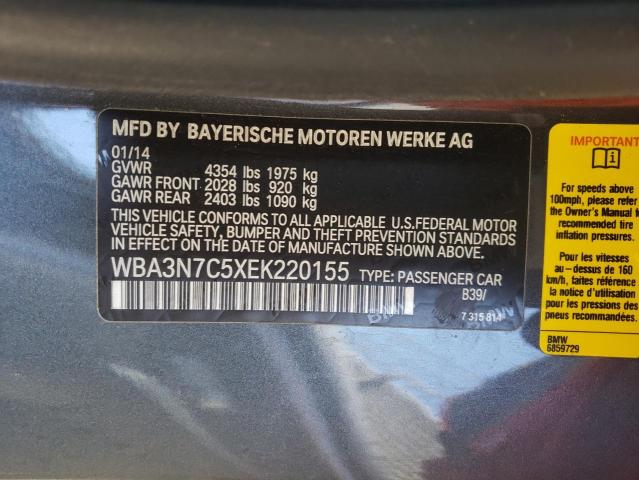 MFD BY BAYERISCHE MOTOREN WERKE AG
01/14
GVWR 4354 lbs 1975 kg
GAWR FRONT 2028 lbs 920 kg
GAWR REAR 2403 lbs 1090 kg
THIS VEHICLE CONFORMS TO ALL APPLICABLE U.S.FEDERAL MOTOR
VEHICLE SAFETY, BUMPER AND THEFT PREVENTION STANDARDS
IN EFFECT ON THE DATE OF MANUFACTURE SHOWN ABOVE.
WBA3N7C5XEK220155 TYPE: PASSENGER CAR
B39/
7 315 814
IMPORTANT
For speeds above
100mph, please refer
the Owner's Manual
recommended tire
inflation pressures.
Pour les vitesses
au-dessus de 160
km/h, faites référence
à la notice d'utilisation
pour les pressions des
pneus recommandées.
BMW
6859729